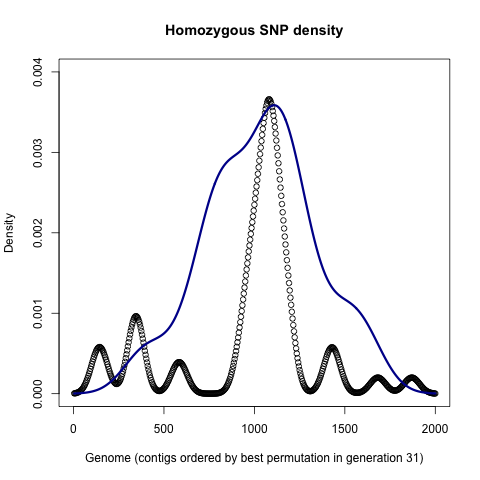 Homozygous SNP density
Density
0.004
0.003
0.002
0.001
0.000
0 500 1000 1500 2000
Genome (contigs ordered by best permutation in generation 31)